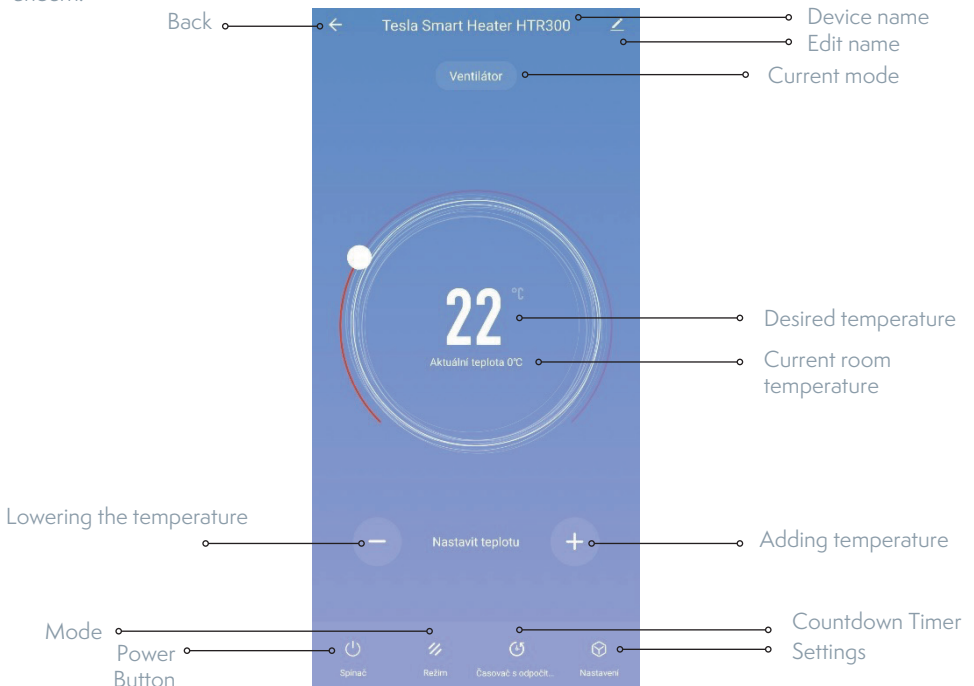 Back
Tesla Smart Heater HTR300
Device name
Edit name
Ventilátor
Current mode
22 °C
Desired temperature
Aktuální teplota 0°C
Current room
temperature
Lowering the temperature
Nastavit teplotu
Adding temperature
Mode
Power
Button
Countdown Timer
Settings
Spínač
Režim
Časovač s odpočít...
Nastavení